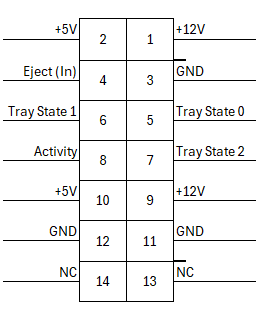 +5V 2 1 +12V
Eject (In) 4 3 GND
Tray State 1 6 5 Tray State 0
Activity 8 7 Tray State 2
+5V 10 9 +12V
GND 12 11 GND
NC 14 13 NC